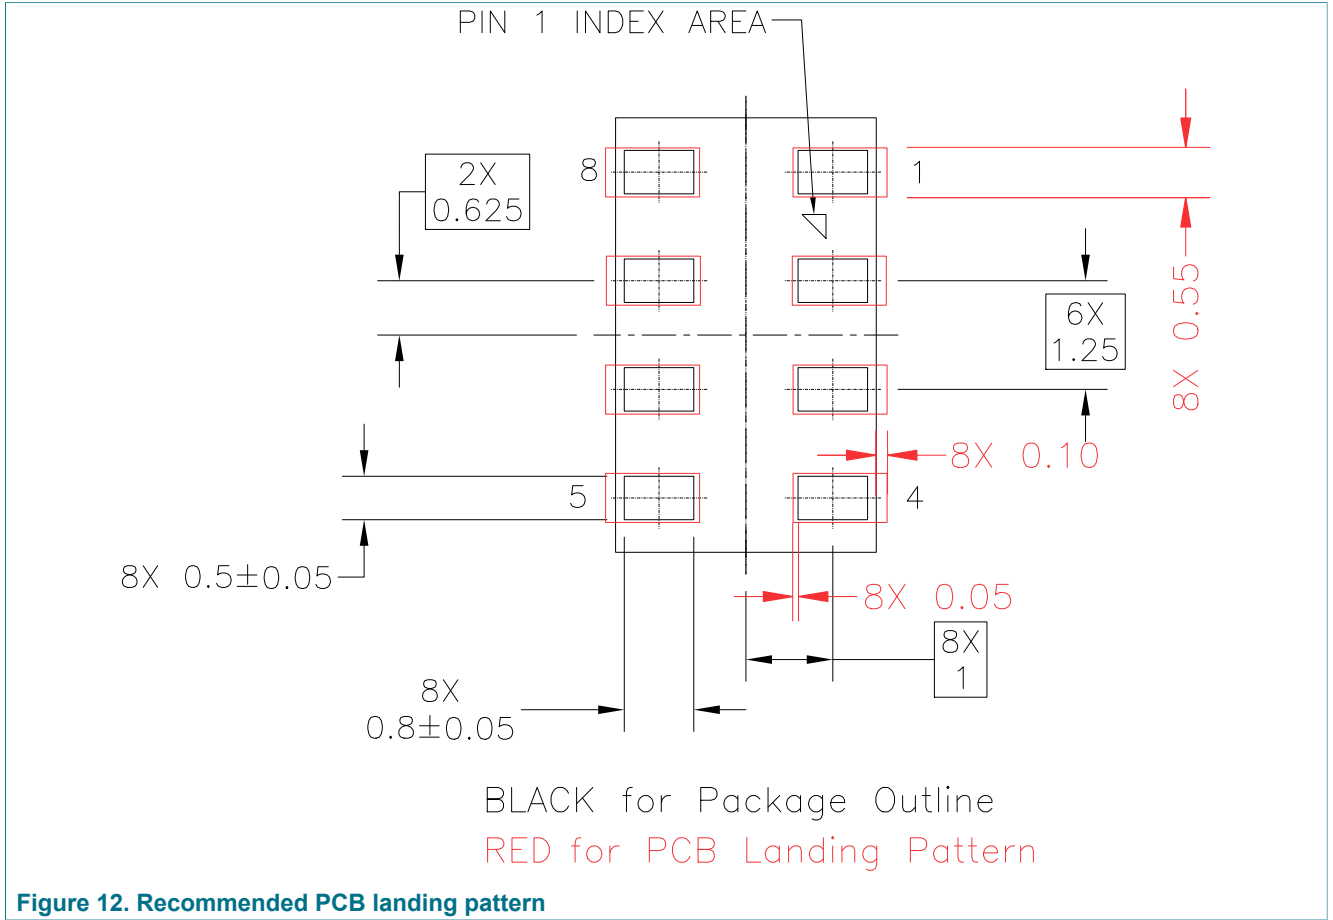 PIN 1 INDEX AREA
8
1
2X
0.625
8X 0.55
6X
1.25
8X 0.10
5
4
8X 0.5±0.05
8X 0.05
8X
1
8X
0.8±0.05
BLACK for Package Outline
RED for PCB Landing Pattern
Figure 12. Recommended PCB landing pattern